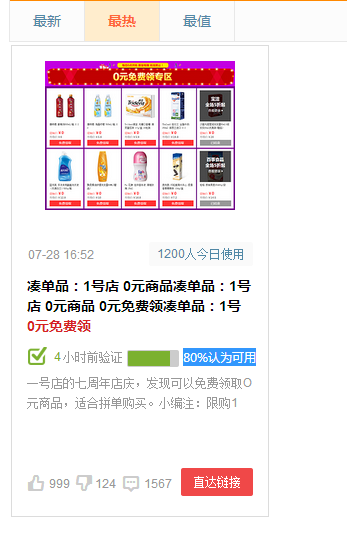 最新 最热 最值
0元免费领专区
07-28 16:52 1200人今日使用
凑单品：1号店 0元商品凑单品：1号
店 0元商品 0元免费领凑单品：1号
0元免费领
4小时前验证 80%认为可用
一号店的七周年店庆，发现可以免费领取0
元商品，适合拼单购买。小编注：限购1
999 124 1567 直达链接